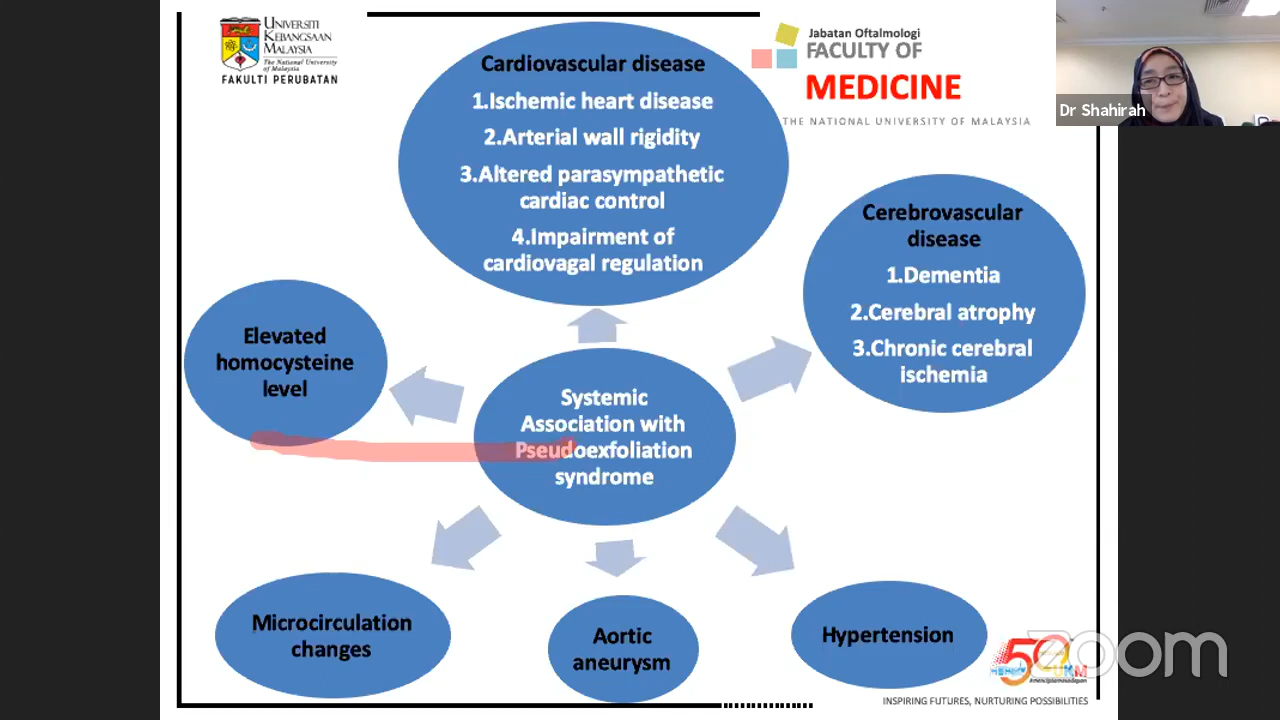 UNIVERSITI
KEBANGSAAN
MALAYSIA
The National University
of Malaysia
FAKULTI PERUBATAN
Jabatan Oftalmologi
FACULTY OF
MEDICINE
THE NATIONAL UNIVERSITY OF MALAYSIA
Dr Shahirah
Cardiovascular disease
1.Ischemic heart disease
2.Arterial wall rigidity
3.Altered parasympathetic
cardiac control
4.Impairment of
cardiovagal regulation
Cerebrovascular
disease
1.Dementia
2.Cerebral atrophy
3.Chronic cerebral
ischemia
Elevated
homocysteine
level
Systemic
Association with
Pseudoexfoliation
syndrome
Microcirculation
changes
Aortic
aneurysm
Hypertension
zoom
INSPIRING FUTURES, NURTURING POSSIBILITIES